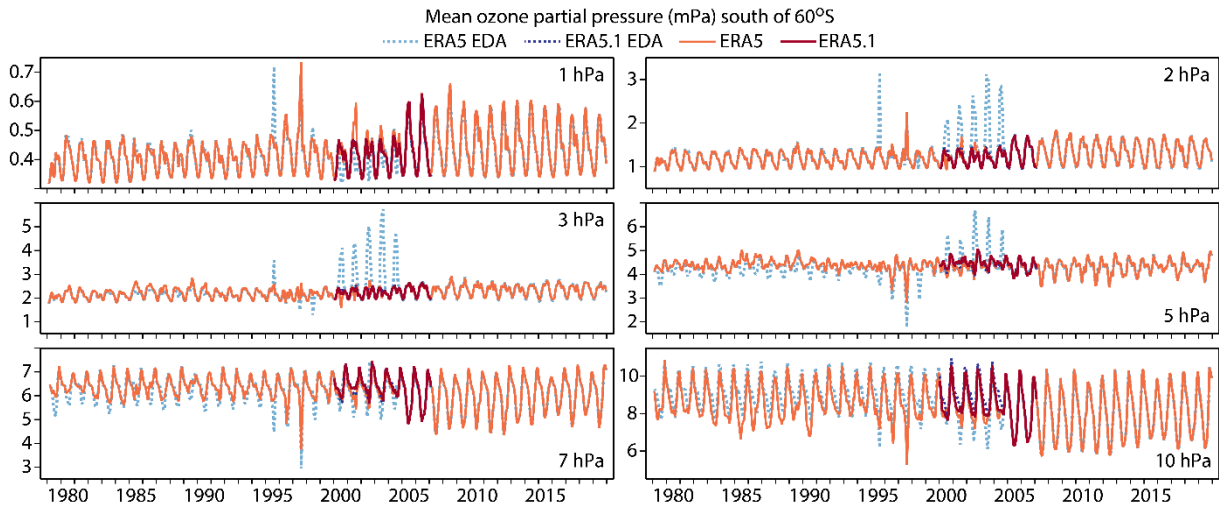 Mean ozone partial pressure (mPa) south of 60°S
ERA5 EDA ERA5.1 EDA ERA5 ERA5.1
0.7
0.6
0.5
0.4
1 hPa
3
2
1
2 hPa
5
4
3
2
1
3 hPa
6
5
4
3
2
5 hPa
7
6
5
4
3
7 hPa
10
8
6
10 hPa
1980 1985 1990 1995 2000 2005 2010 2015
1980 1985 1990 1995 2000 2005 2010 2015